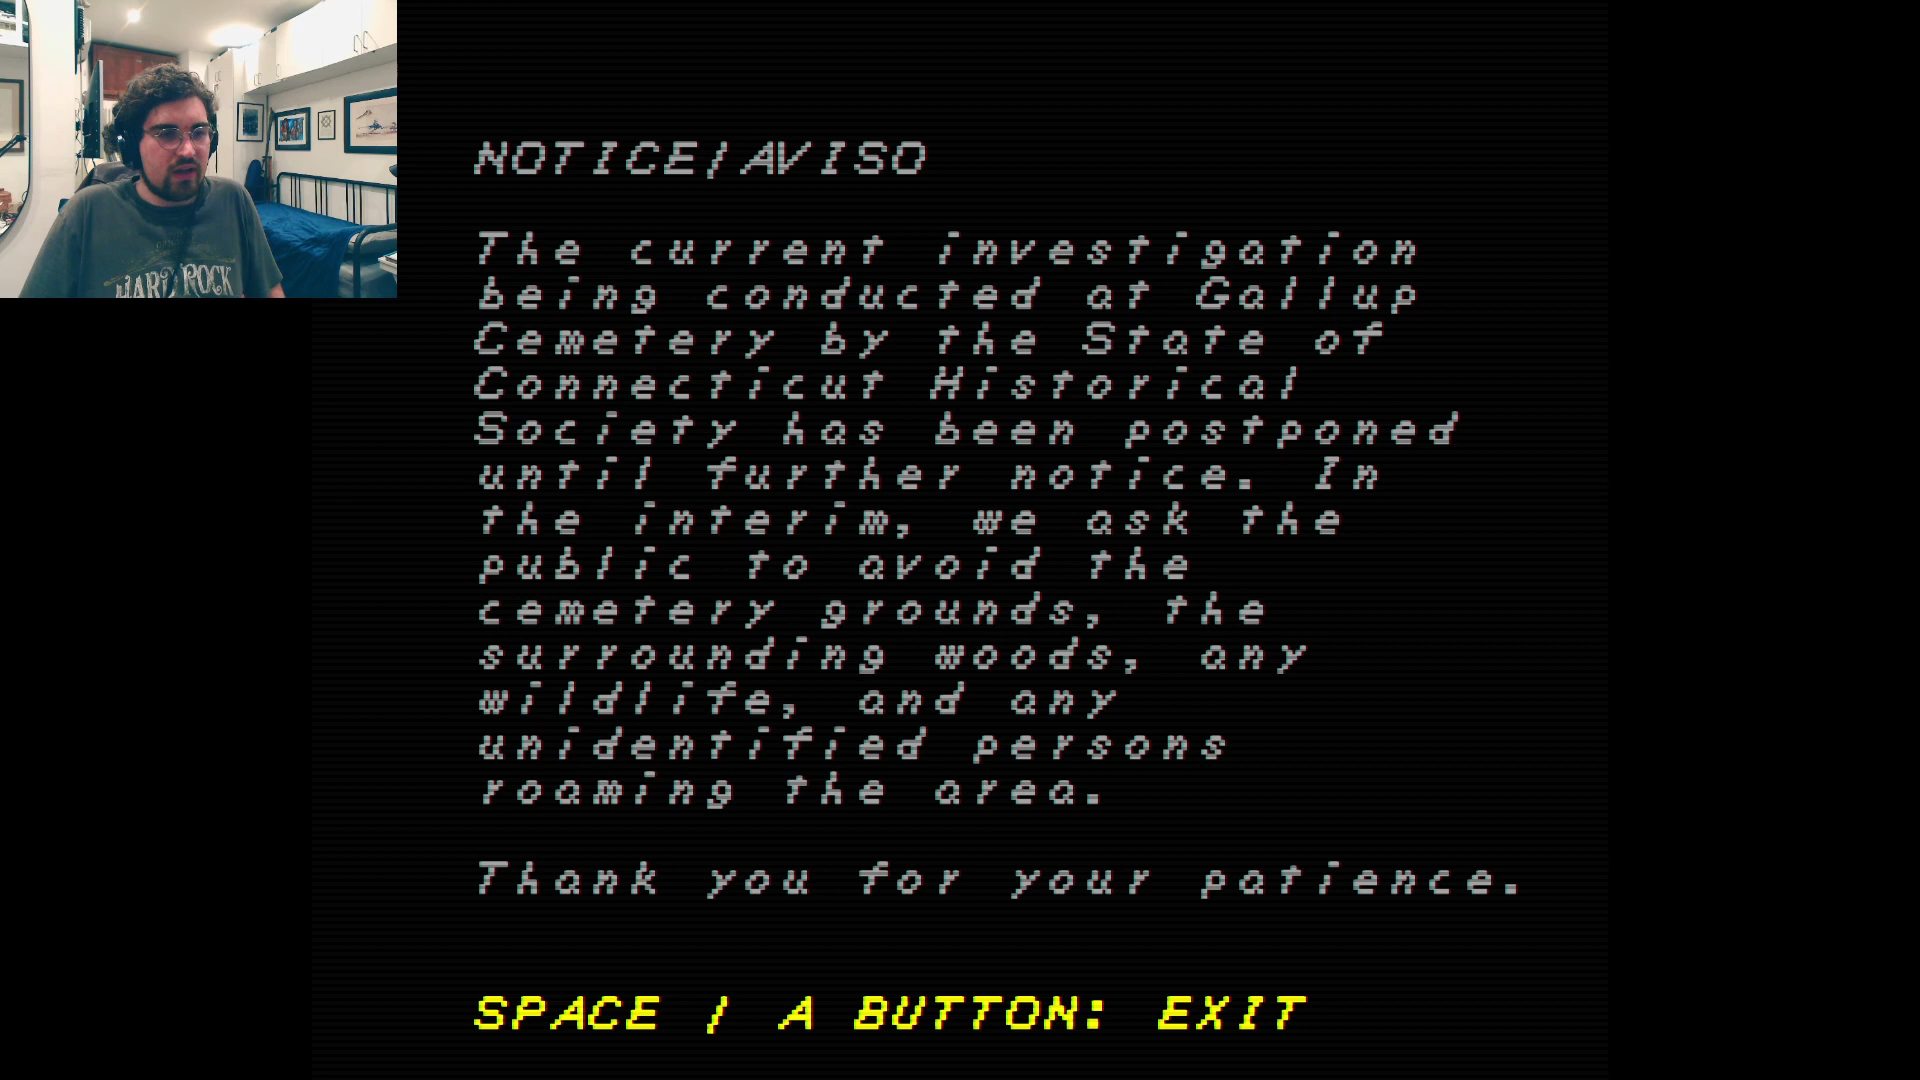 HARD ROCK
NOTICE/AVISO
The current investigation
being conducted at Gallup
Cemetery by the State of
Connecticut Historical
Society has been postponed
until further notice. In
the interim, we ask the
public to avoid the
cemetery grounds, the
surrounding woods, any
wildlife, and any
unidentified persons
roaming the area.
Thank you for your patience.
SPACE / A BUTTON: EXIT